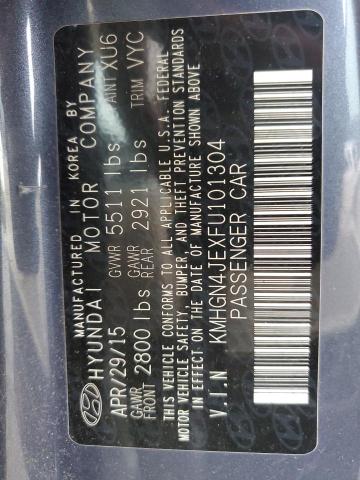 MANUFACTURED IN KOREA BY
HYUNDAI MOTOR COMPANY
APR/29/15 GVWR 5511 lbs PAINT XU6
GAWR FRONT 2800 lbs GAWR REAR 2921 lbs TRIM VYC
THIS VEHICLE CONFORMS TO ALL APPLICABLE U.S.A. FEDERAL
MOTOR VEHICLE SAFETY, BUMPER, AND THEFT PREVENTION STANDARDS
IN EFFECT ON THE DATE OF MANUFACTURE SHOWN ABOVE
V.I.N KMHGN4JEXFU101304
PASSENGER CAR